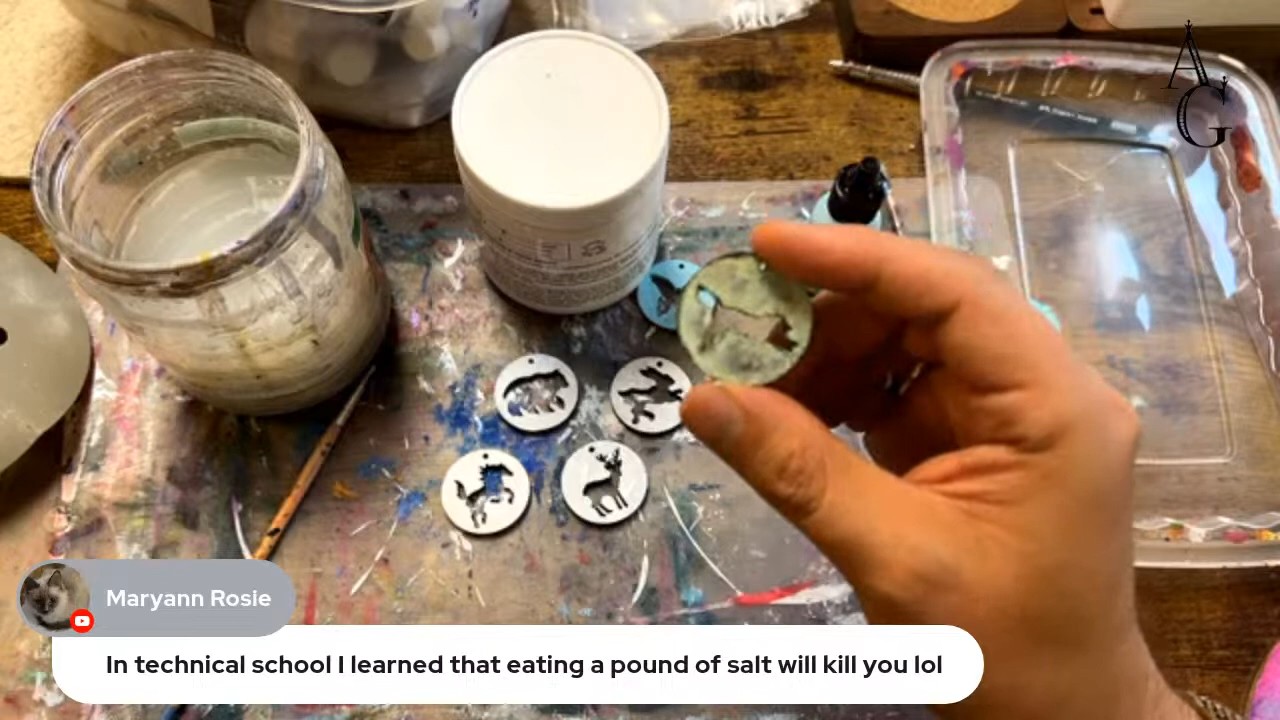 A
G
Maryann Rosie
In technical school I learned that eating a pound of salt will kill you lol